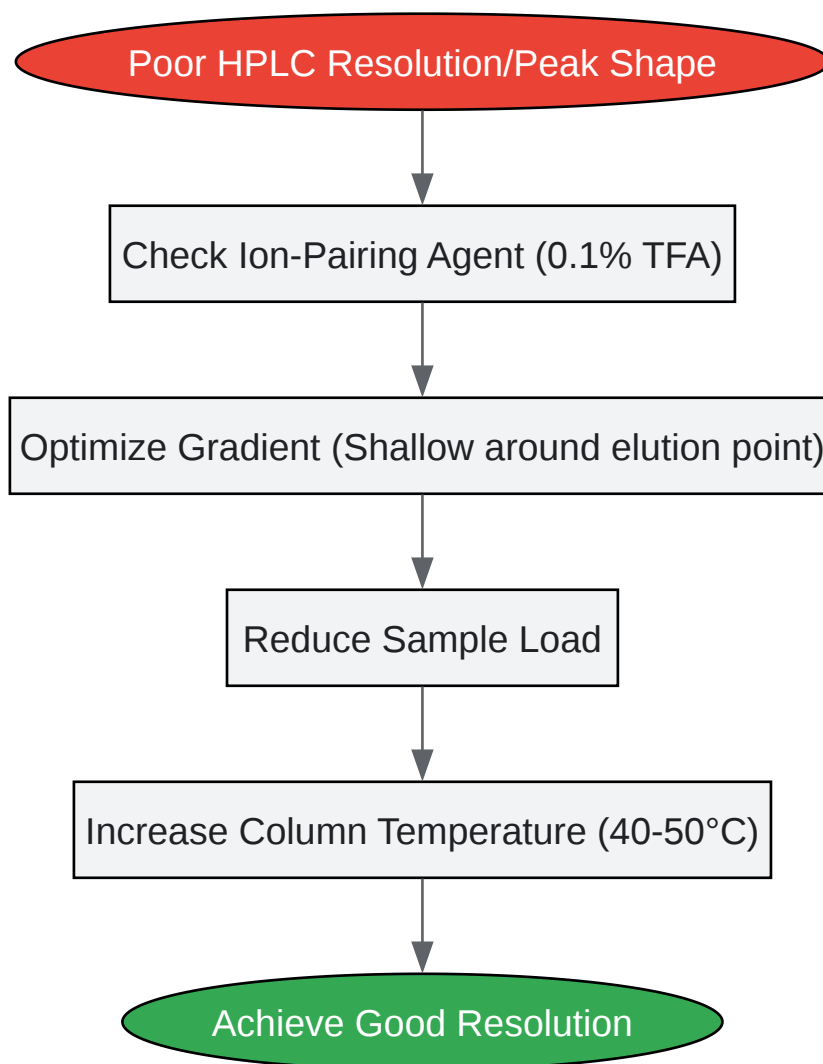 Poor HPLC Resolution/Peak Shape
Check Ion-Pairing Agent (0.1% TFA)
Optimize Gradient (Shallow around elution point)
Reduce Sample Load
Increase Column Temperature (40-50°C)
Achieve Good Resolution